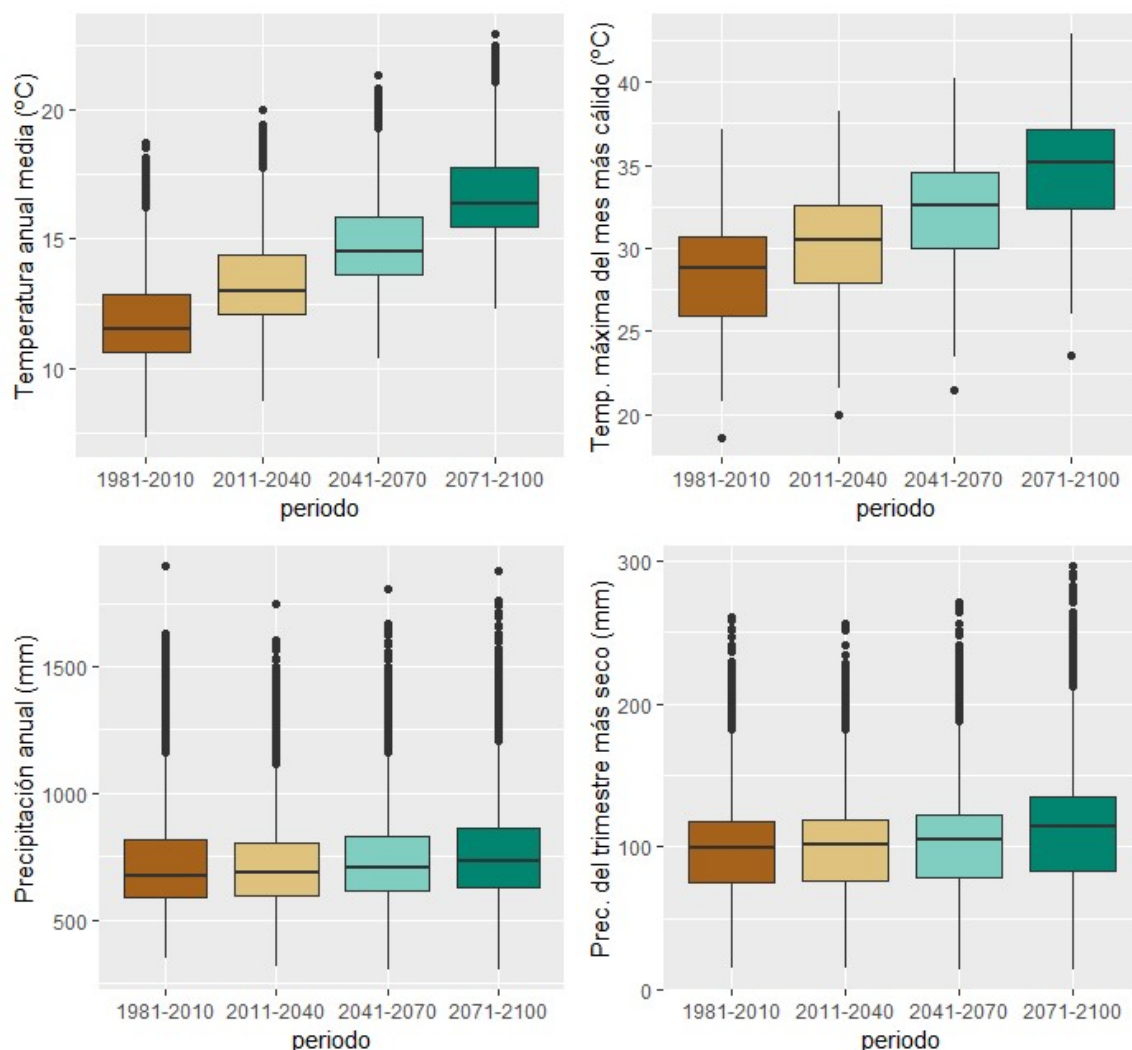 Temperatura anual media (ºC)
20
15
10
1981-2010 2011-2040 2041-2070 2071-2100
periodo
Temp. máxima del mes más cálido (ºC)
40
35
30
25
20
1981-2010 2011-2040 2041-2070 2071-2100
periodo
Precipitación anual (mm)
1500
1000
500
1981-2010 2011-2040 2041-2070 2071-2100
periodo
Prec. del trimestre más seco (mm)
300
200
100
0
1981-2010 2011-2040 2041-2070 2071-2100
periodo